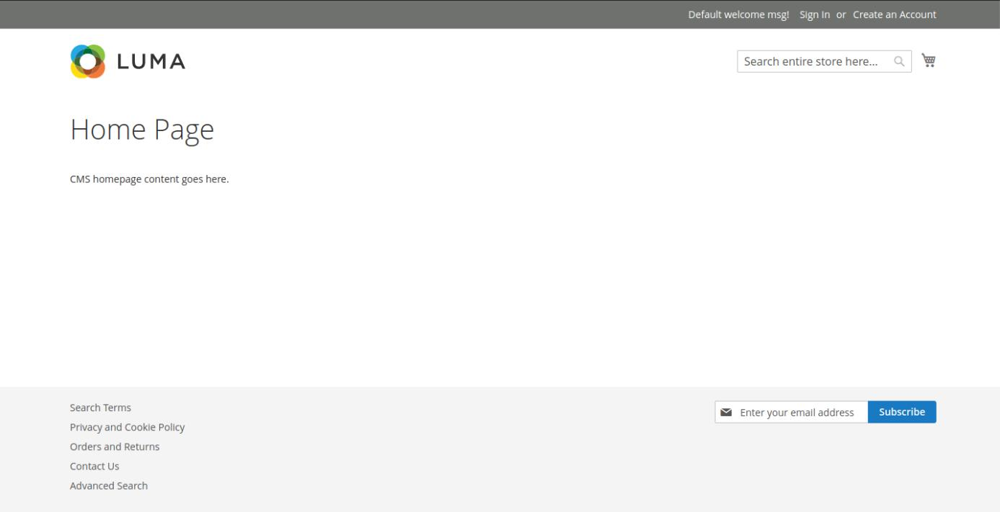 Default welcome msg! Sign In or Create an Account
LUMA
Search entire store here...
Home Page
CMS homepage content goes here.
Search Terms
Privacy and Cookie Policy
Orders and Returns
Contact Us
Advanced Search
Enter your email address
Subscribe